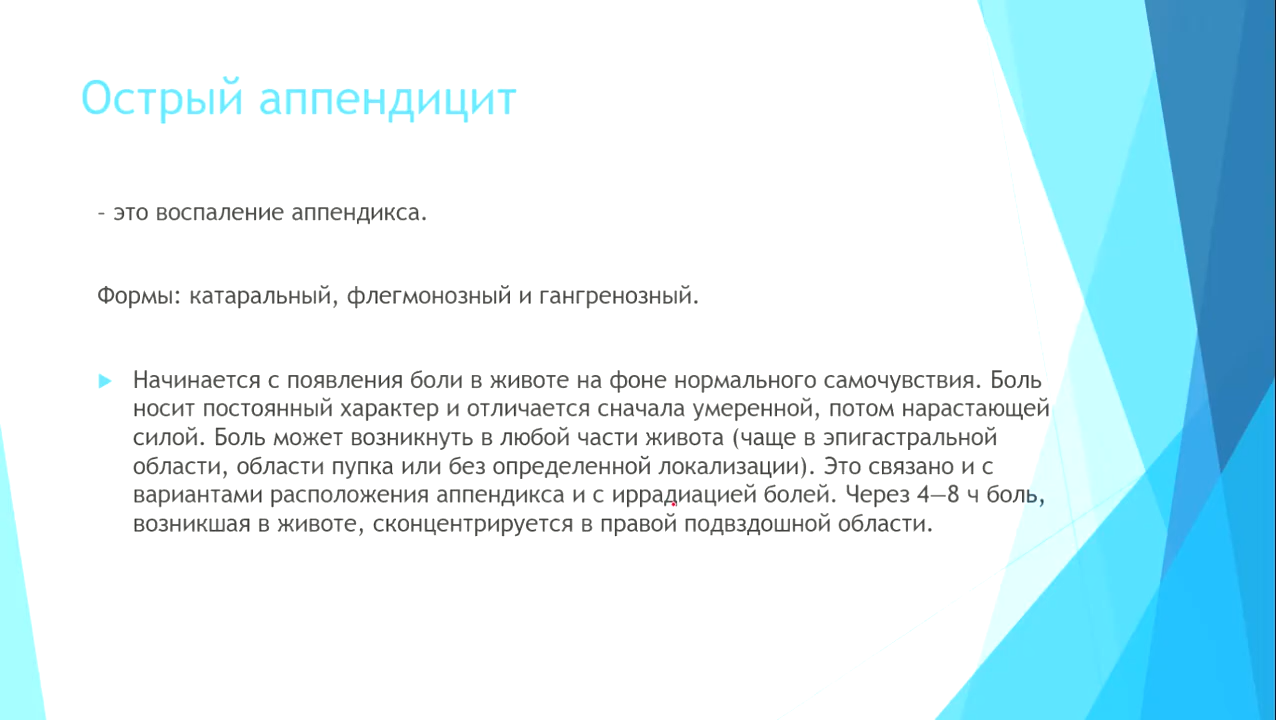 Острый аппендицит
- это воспаление аппендикса.
Формы: катаральный, флегмонозный и гангренозный.
Начинается с появления боли в животе на фоне нормального самочувствия. Боль
носит постоянный характер и отличается сначала умеренной, потом нарастающей
силой. Боль может возникнуть в любой части живота (чаще в эпигастральной
области, области пупка или без определенной локализации). Это связано и с
вариантами расположения аппендикса и с иррадиацией болей. Через 4—8 ч боль,
возникшая в животе, сконцентрируется в правой подвздошной области.